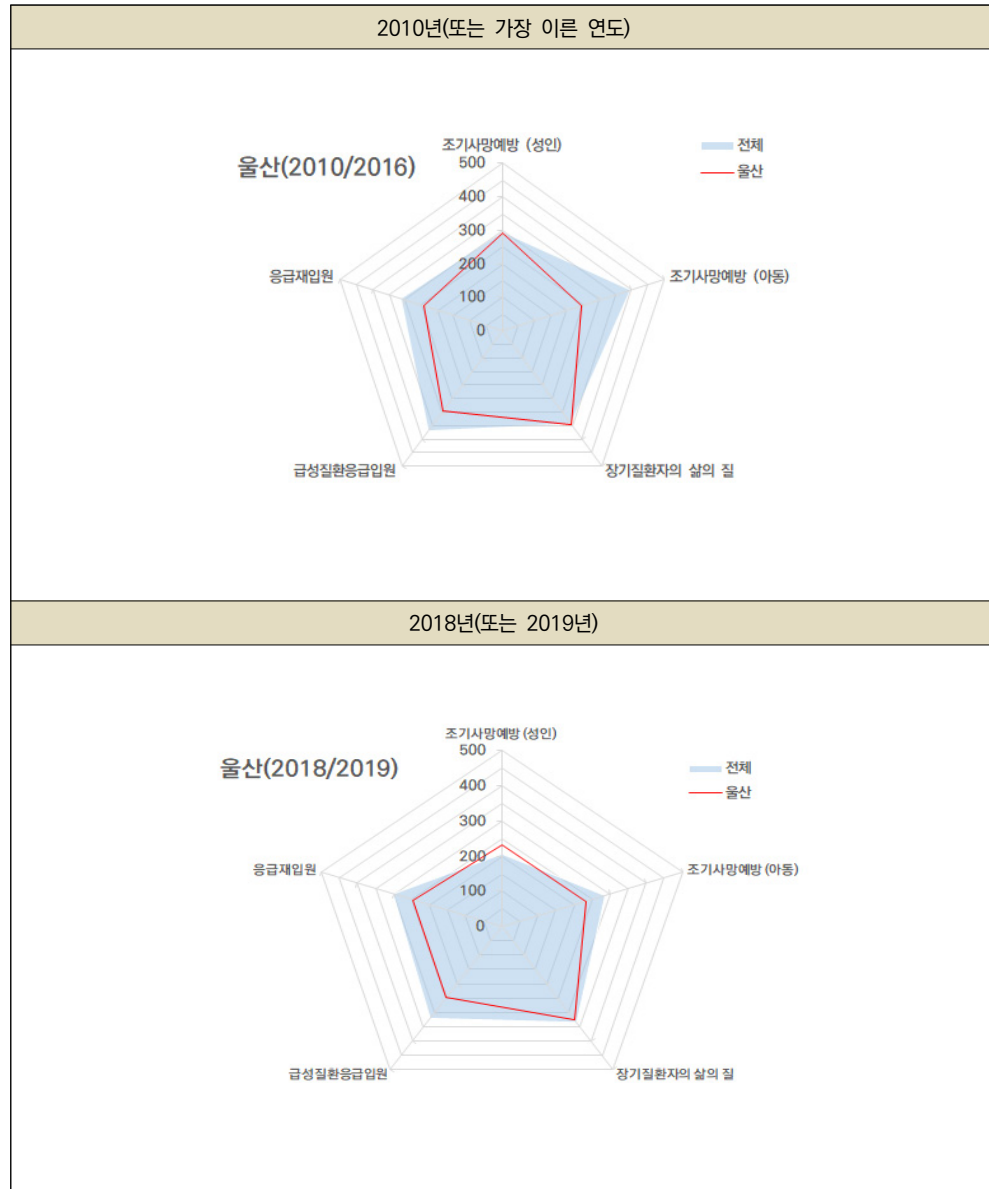 2010년(또는 가장 이른 연도)
울산(2010/2016)
조기사망예방 (성인)
전체
울산
500
400
300
200
100
0
응급재입원
조기사망예방 (아동)
급성질환응급입원
장기질환자의 삶의 질
2018년(또는 2019년)
울산(2018/2019)
조기사망예방 (성인)
전체
울산
500
400
300
200
100
0
응급재입원
조기사망예방 (아동)
급성질환응급입원
장기질환자의 삶의 질